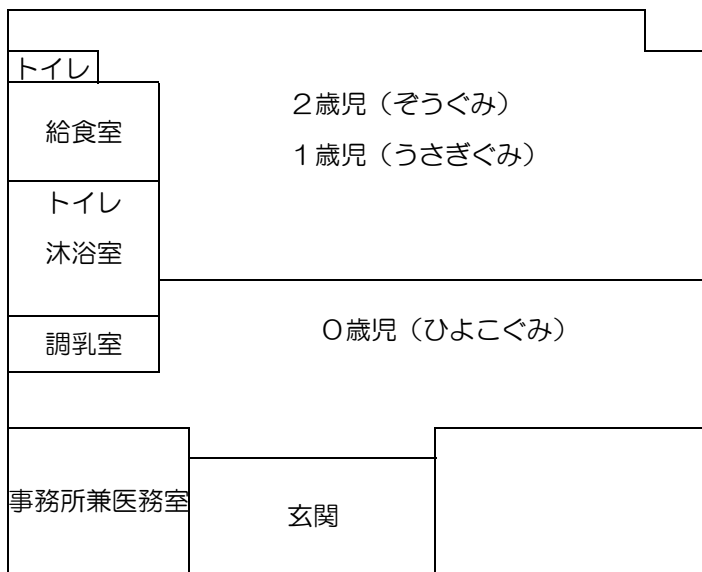 トイレ
２歳児（ぞうぐみ）
給食室
１歳児（うさぎぐみ）
トイレ
沐浴室
０歳児（ひよこぐみ）
調乳室
事務所兼医務室
玄関